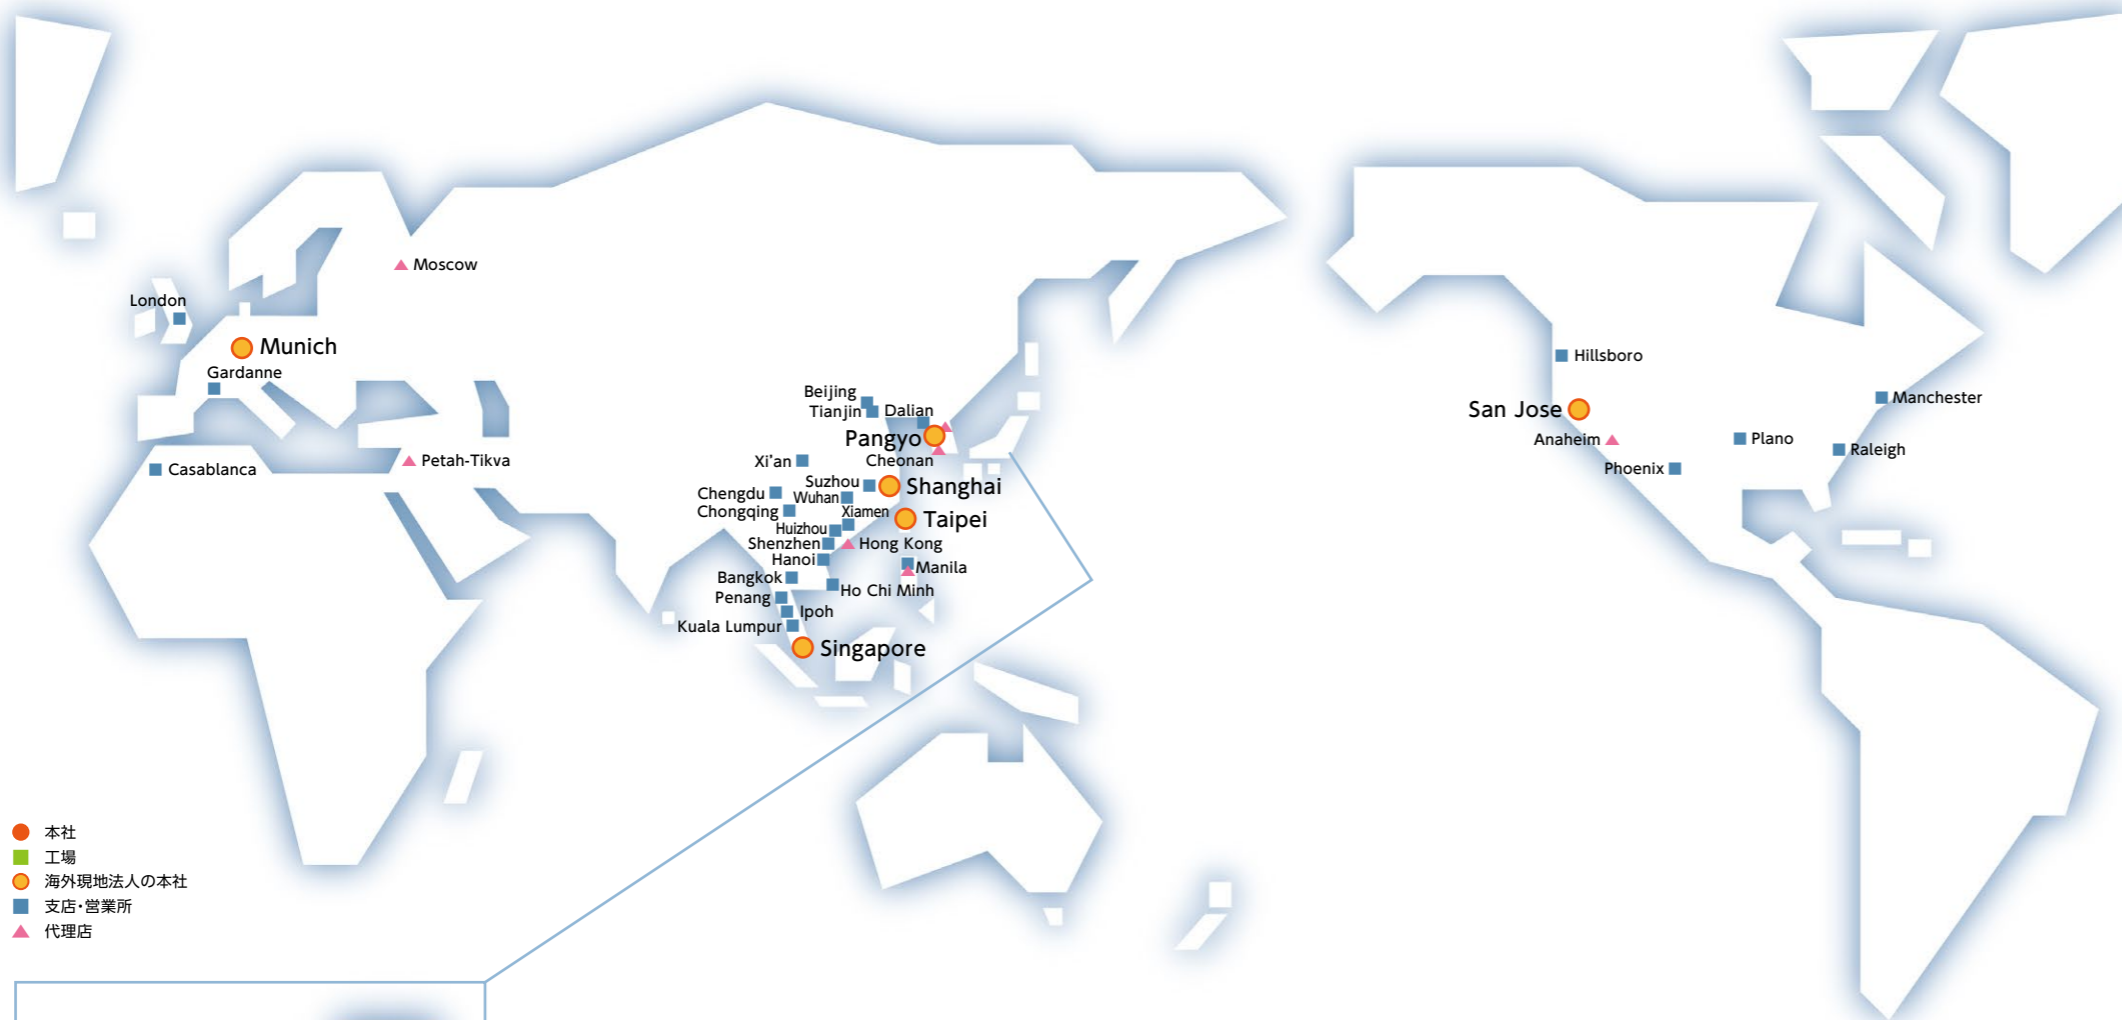 Moscow
London
Munich
Gardanne
Casablanca
Petah-Tikva
Beijing
Tianjin
Dalian
Pangyo
Cheonan
Xi'an
Suzhou
Shanghai
Chengdu
Wuhan
Chongqing
Xiamen
Taipei
Huizhou
Shenzhen
Hong Kong
Hanoi
Manila
Bangkok
Ho Chi Minh
Penang
Ipoh
Kuala Lumpur
Singapore
Hillsboro
San Jose
Manchester
Anaheim
Plano
Raleigh
Phoenix
本社
工場
海外現地法人の本社
支店・営業所
代理店